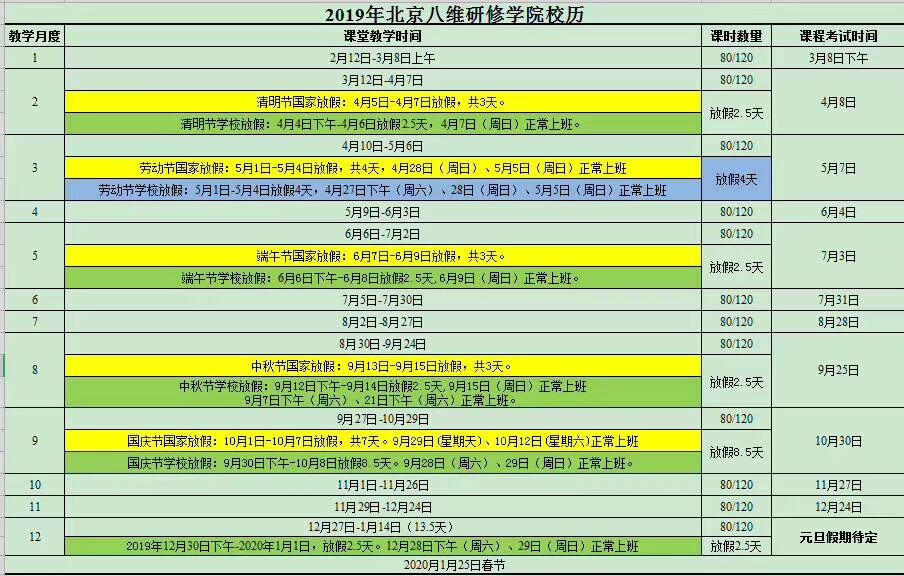 2019年北京八维研修学院校历
教学月度 课堂教学时间 课时数量 课程考试时间
1 2月12日-3月8日上午 80/120 3月8日下午
2 3月12日-4月7日 80/120 4月8日
清明节国家放假：4月5日-4月7日放假，共3天。
清明节学校放假：4月4日下午-4月6日放假2.5天，4月7日（周日）正常上班。 放假2.5天
3 4月10日-5月6日 80/120 5月7日
劳动节国家放假：5月1日-5月4日放假，共4天，4月28日（周日）、5月5日（周日）正常上班
劳动节学校放假：5月1日-5月4日放假4天，4月27日下午（周六）、28日（周日）、5月5日（周日）正常上班 放假4天
4 5月9日-6月3日 80/120 6月4日
5 6月6日-7月2日 80/120 7月3日
端午节国家放假：6月7日-6月9日放假，共3天。
端午节学校放假：6月6日下午-6月8日放假2.5天,6月9日（周日）正常上班 放假2.5天
6 7月5日-7月30日 80/120 7月31日
7 8月2日-8月27日 80/120 8月28日
8 8月30日-9月24日 80/120 9月25日
中秋节国家放假：9月13日-9月15日放假，共3天。
中秋节学校放假：9月12日下午-9月14日放假2.5天,9月15日（周日）正常上班 放假2.5天
9月7日下午（周六）、21日下午（周六）正常上班。
9 9月27日-10月29日 80/120 10月30日
国庆节国家放假：10月1日-10月7日放假，共7天。9月29日(星期天)、10月12日(星期六)正常上班
国庆节学校放假：9月30日下午-10月8日放假8.5天。9月28日（周六）、29日（周日）正常上班。 放假8.5天
10 11月1日-11月26日 80/120 11月27日
11 11月29日-12月24日 80/120 12月24日
12 12月27日-1月14日（13.5天） 80/120 元旦假期待定
2019年12月30日下午-2020年1月1日，放假2.5天。12月28日下午（周六）、29日（周日）正常上班 放假2.5天
2020年1月25日春节